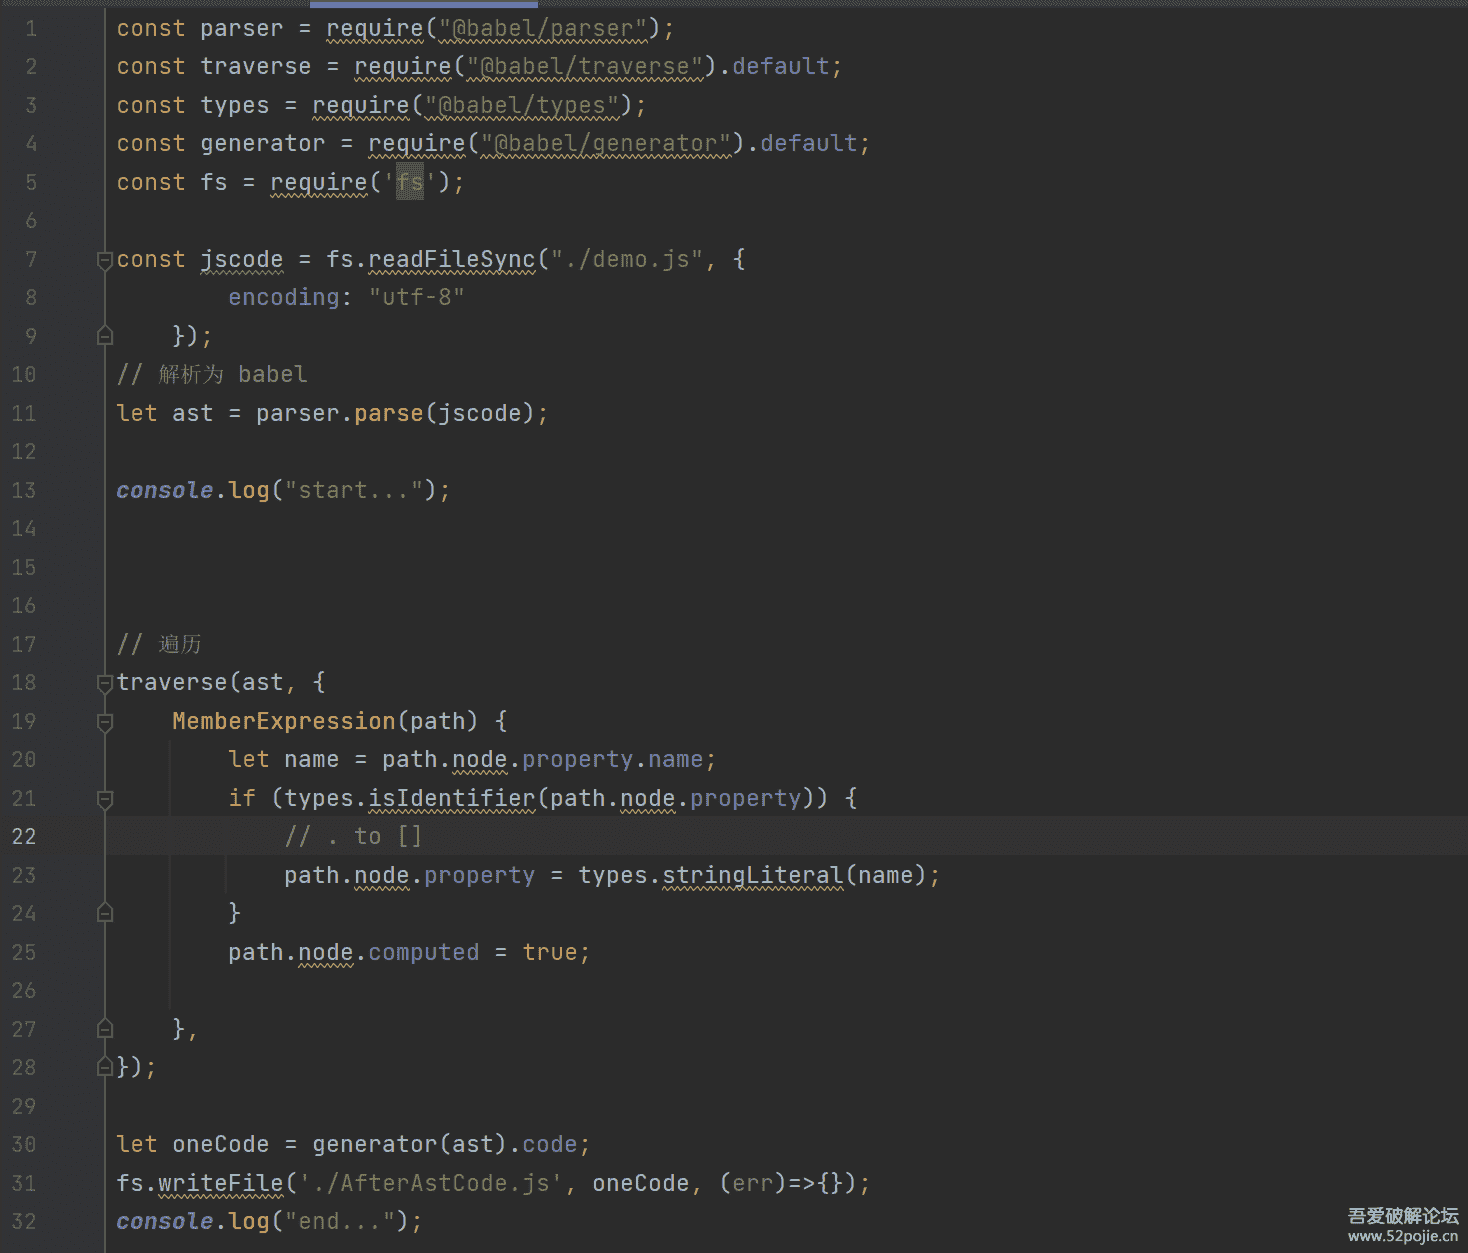 1 const parser = require("@babel/parser");
2 const traverse = require("@babel/traverse").default;
3 const types = require("@babel/types");
4 const generator = require("@babel/generator").default;
5 const fs = require('fs');
6
7 const jscode = fs.readFileSync("./demo.js", {
8         encoding: "utf-8"
9     });
10 // 解析为 babel
11 let ast = parser.parse(jscode);
12
13 console.log("start...");
14
15
16
17 // 遍历
18 traverse(ast, {
19     MemberExpression(path) {
20         let name = path.node.property.name;
21         if (types.isIdentifier(path.node.property)) {
22             // . to []
23             path.node.property = types.stringLiteral(name);
24         }
25         path.node.computed = true;
26
27     },
28 });
29
30 let oneCode = generator(ast).code;
31 fs.writeFile('./AfterAstCode.js', oneCode, (err)=>{});
32 console.log("end...");
吾爱破解论坛
www.52pojie.cn